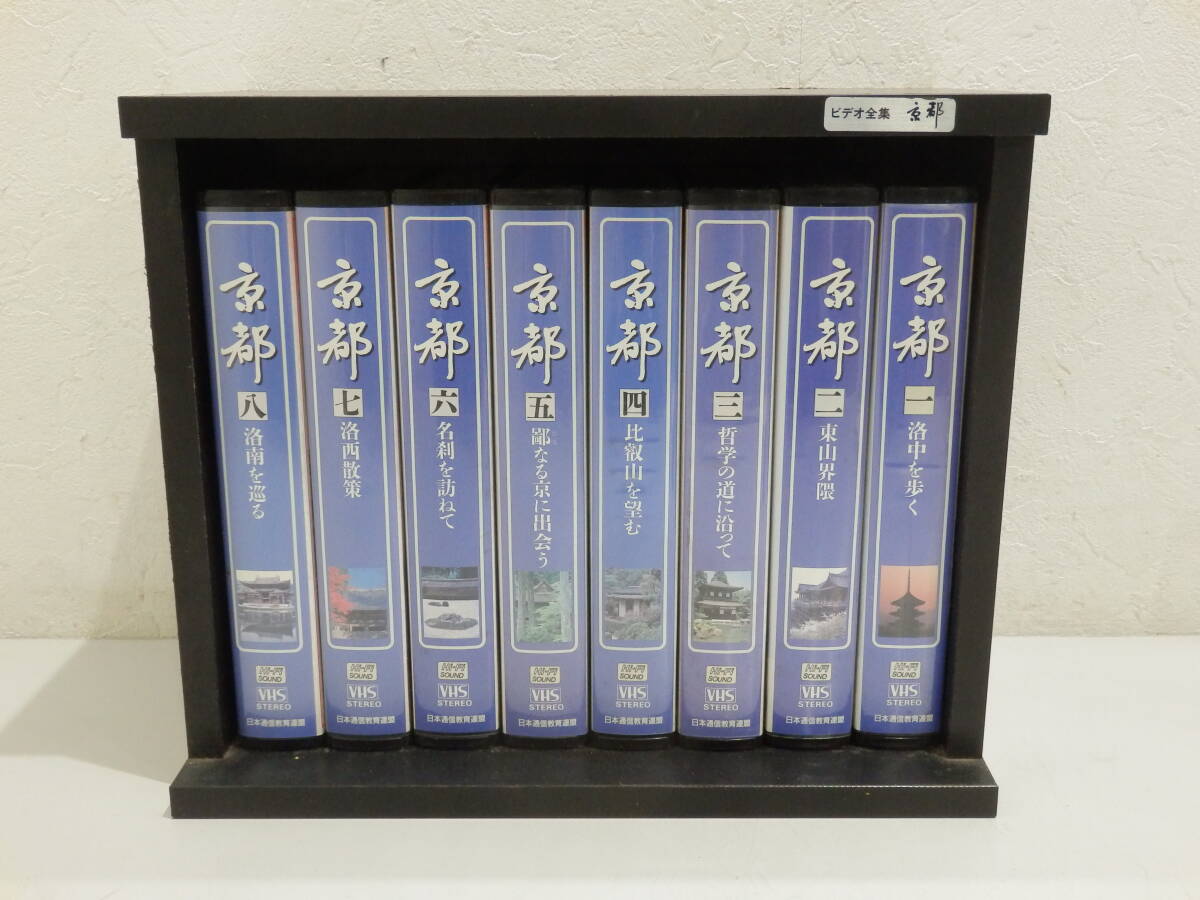 ビデオ全集 京都
京都
一
洛中を歩く
HI-FI
SOUND
VHS
STEREO
日本通信教育連盟
京都
二
東山界隈
HI-FI
SOUND
VHS
STEREO
日本通信教育連盟
京都
三
哲学の道に沿って
HI-FI
SOUND
VHS
STEREO
日本通信教育連盟
京都
四
比叡山を望む
HI-FI
SOUND
VHS
STEREO
日本通信教育連盟
京都
五
鄙なる京に出会う
HI-FI
SOUND
VHS
STEREO
日本通信教育連盟
京都
六
名刹を訪ねて
HI-FI
SOUND
VHS
STEREO
日本通信教育連盟
京都
七
洛西散策
HI-FI
SOUND
VHS
STEREO
日本通信教育連盟
京都
八
洛南を巡る
HI-FI
SOUND
VHS
STEREO
日本通信教育連盟